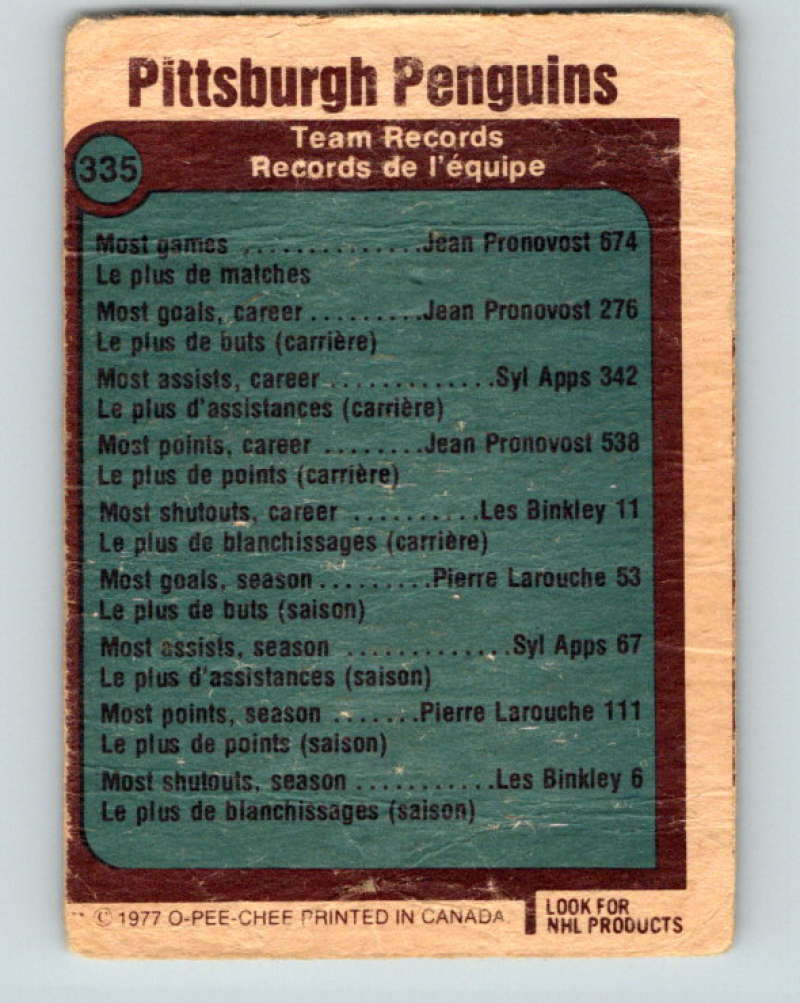 Pittsburgh Penguins
335
Team Records
Records de l'équipe
Most games ..............Jean Pronovost 674
Le plus de matches
Most goals, career.........Jean Pronovost 276
Le plus de buts (carrière)
Most assists, career.............Syl Apps 342
Le plus d'assistances (carrière)
Most points, career ........Jean Pronovost 538
Le plus de points (carrière)
Most shutouts, career ..........Les Binkley 11
Le plus de blanchissages (carrière)
Most goals, season.........Pierre Larouche 53
Le plus de buts (saison)
Most assists, season .............Syl Apps 67
Le plus d'assistances (saison)
Most points, season .......Pierre Larouche 111
Le plus de points (saison)
Most shutouts, season ...........Les Binkley 6
Le plus de blanchissages (saison)
© 1977 O-PEE-CHEE PRINTED IN CANADA
LOOK FOR
NHL PRODUCTS